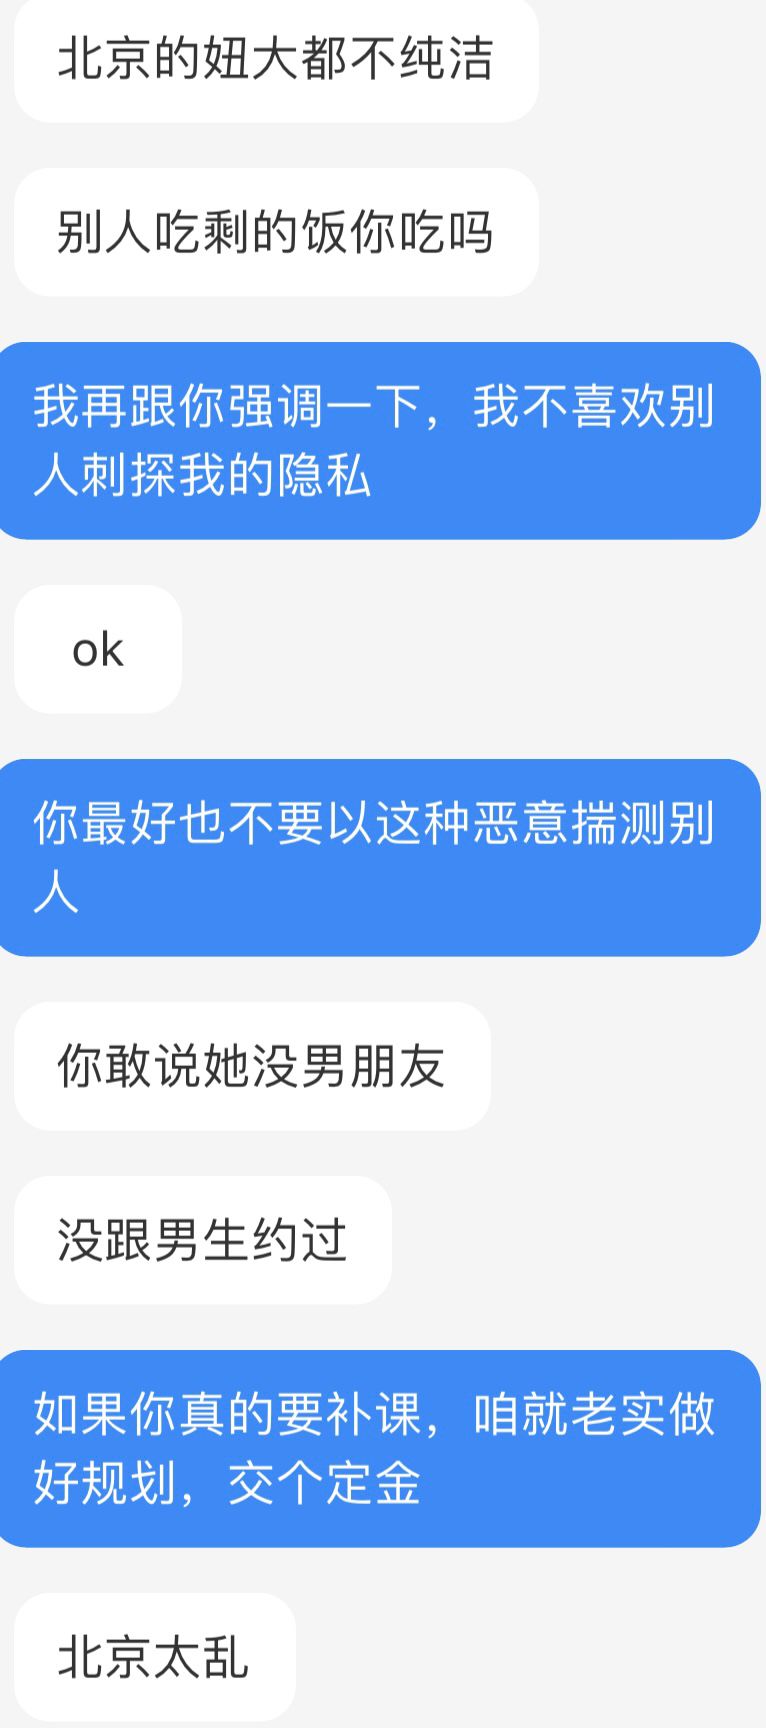 北京的妞大都不纯洁
别人吃剩的饭你吃吗
我再跟你强调一下，我不喜欢别
人刺探我的隐私
ok
你最好也不要以这种恶意揣测别
人
你敢说她没男朋友
没跟男生约过
如果你真的要补课，咱就老实做
好规划，交个定金
北京太乱